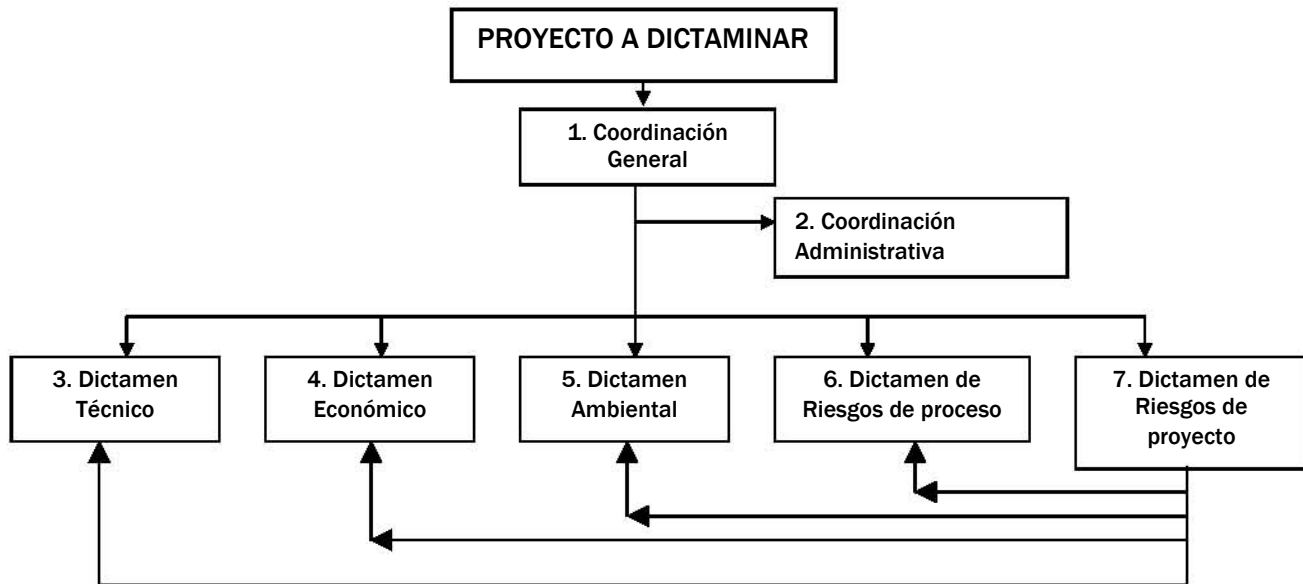 PROYECTO A DICTAMINAR
1. Coordinación
General
2. Coordinación
Administrativa
3. Dictamen
Técnico
4. Dictamen
Económico
5. Dictamen
Ambiental
6. Dictamen de
Riesgos de proceso
7. Dictamen de
Riesgos de
proyecto